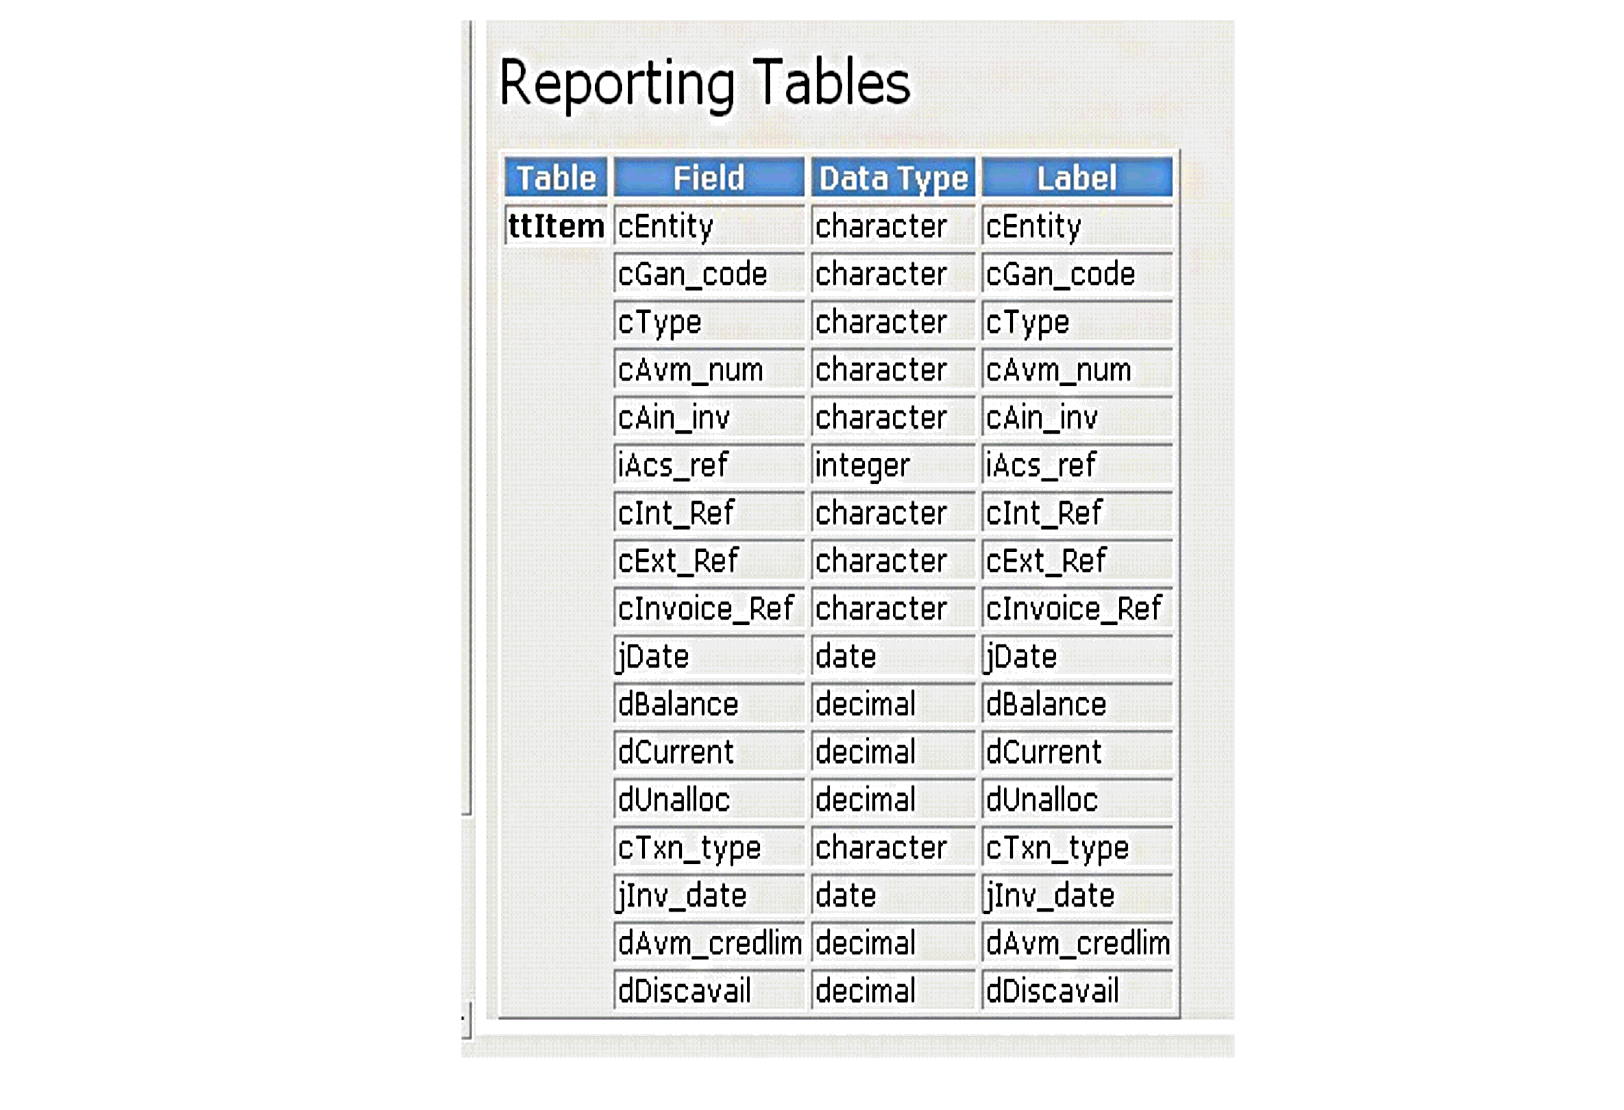 Reporting Tables
Table Field Data Type Label
ttItem cEntity character cEntity
cGan_code character cGan_code
cType character cType
cAvm_num character cAvm_num
cAin_inv character cAin_inv
iAcs_ref integer iAcs_ref
cInt_Ref character cInt_Ref
cExt_Ref character cExt_Ref
cInvoice_Ref character cInvoice_Ref
jDate date jDate
dBalance decimal dBalance
dCurrent decimal dCurrent
dUnalloc decimal dUnalloc
cTxn_type character cTxn_type
jInv_date date jInv_date
dAvm_credlim decimal dAvm_credlim
dDiscavail decimal dDiscavail